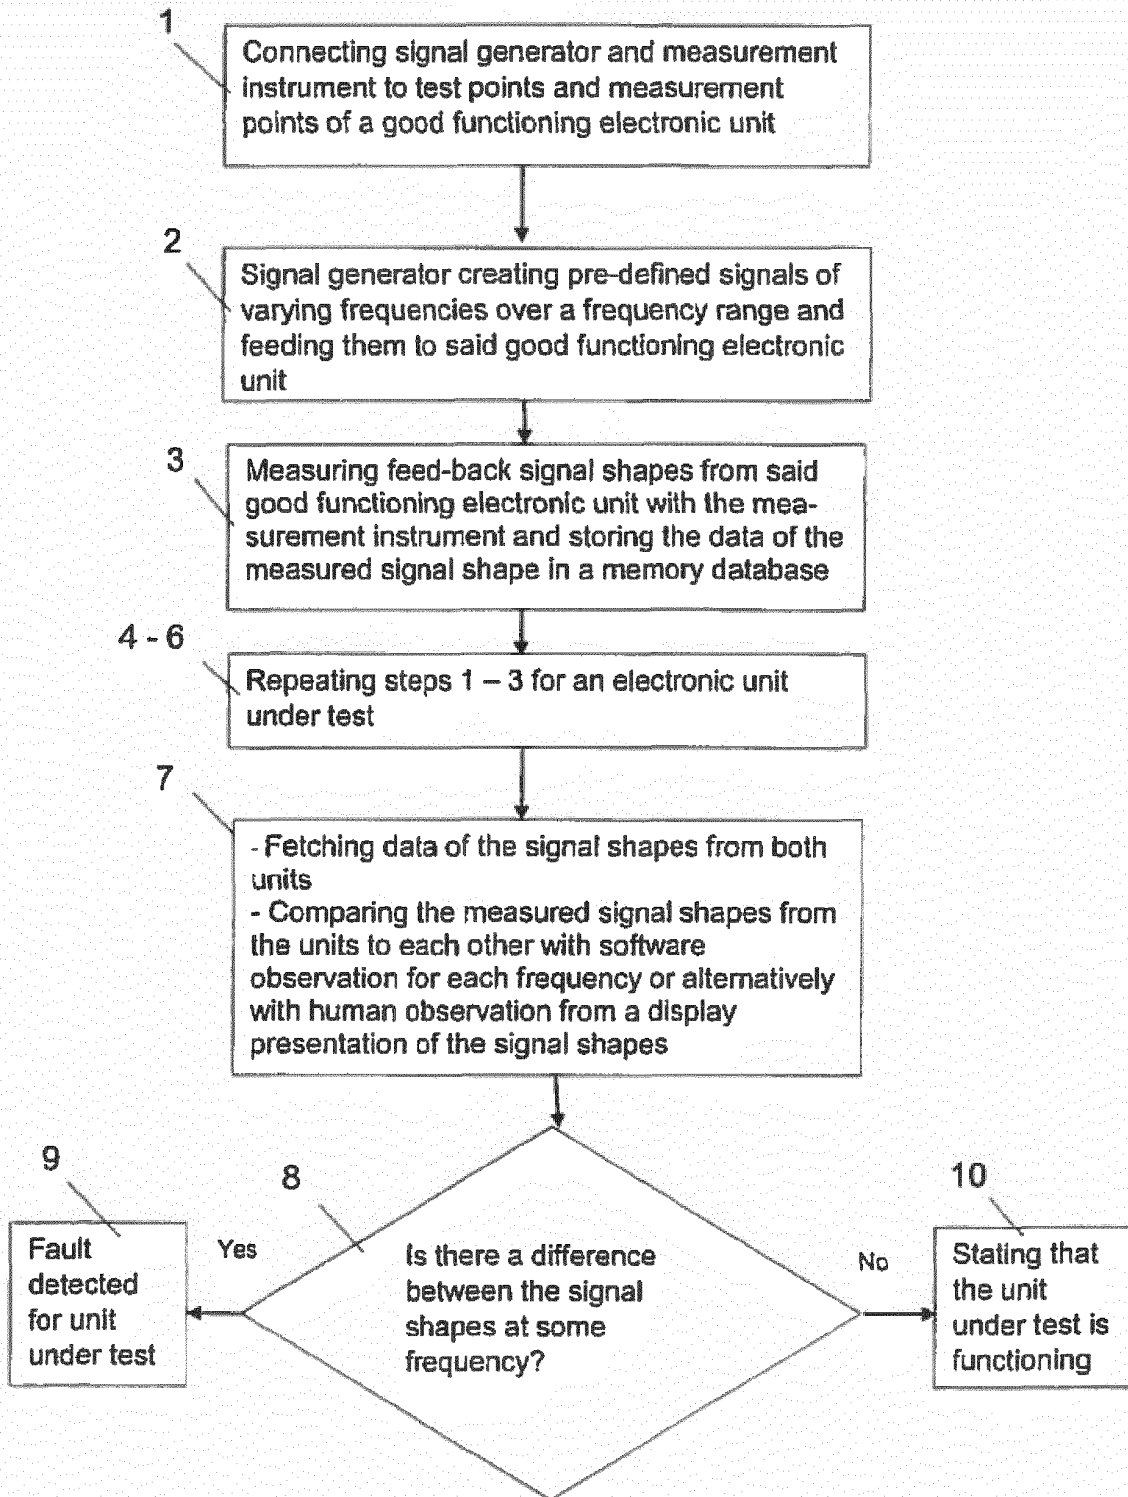 1
Connecting signal generator and measurement
instrument to test points and measurement
points of a good functioning electronic unit
2
Signal generator creating pre-defined signals of
varying frequencies over a frequency range and
feeding them to said good functioning electronic
unit
3
Measuring feed-back signal shapes from said
good functioning electronic unit with the mea-
surement instrument and storing the data of the
measured signal shape in a memory database
4 - 6
Repeating steps 1 – 3 for an electronic unit
under test
7
- Fetching data of the signal shapes from both
units
- Comparing the measured signal shapes from
the units to each other with software
observation for each frequency or alternatively
with human observation from a display
presentation of the signal shapes
8
Is there a difference
between the signal
shapes at some
frequency?
Yes
9
Fault
detected
for unit
under test
No
10
Stating that
the unit
under test is
functioning